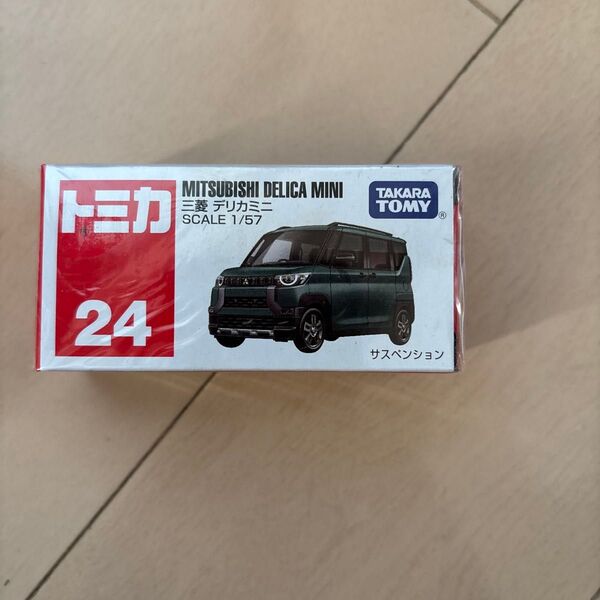 トミカ
24
MITSUBISHI DELICA MINI
三菱 デリカミニ
SCALE 1/57
TAKARA
TOMY®
サスペンション